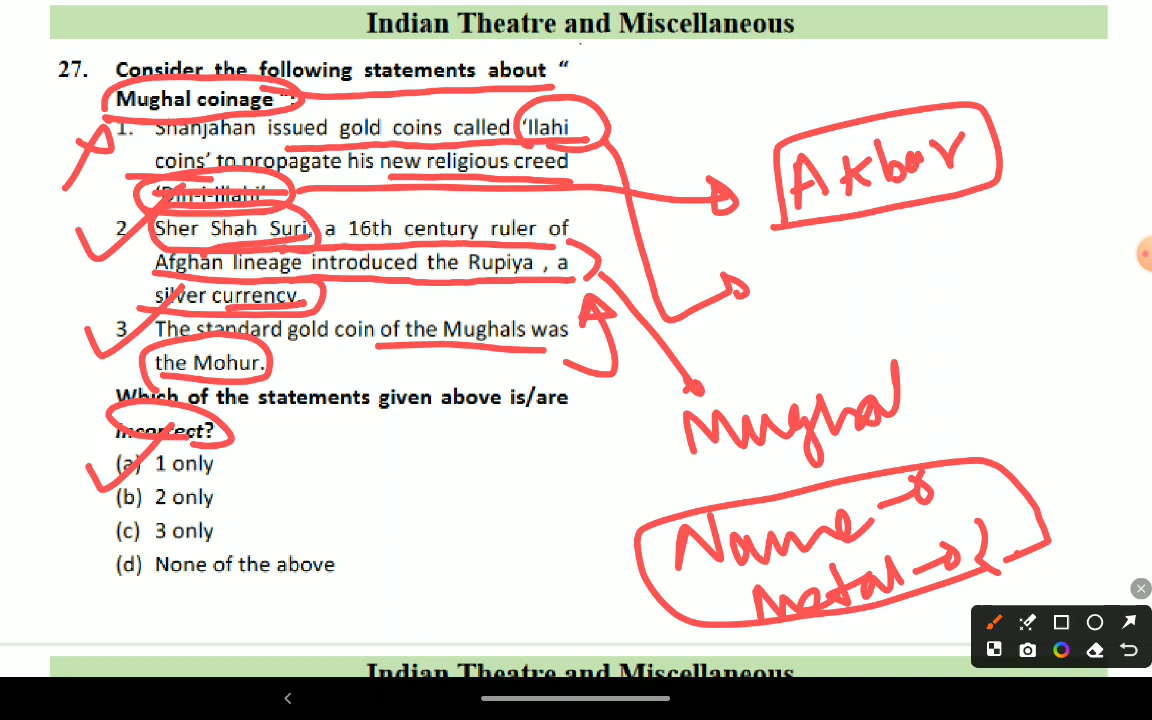 Indian Theatre and Miscellaneous
27. Consider the following statements about “
Mughal coinage ”:
1. Shahjahan issued gold coins called ‘Ilahi
coins’ to propagate his new religious creed
‘Din-i-Illahi’
2. Sher Shah Suri, a 16th century ruler of
Afghan lineage introduced the Rupiya , a
silver currency.
3. The standard gold coin of the Mughals was
the Mohur.
Which of the statements given above is/are
incorrect?
(a) 1 only
(b) 2 only
(c) 3 only
(d) None of the above
Akbar
Mughal
Name
Metal
Indian Theatre and Miscellaneous